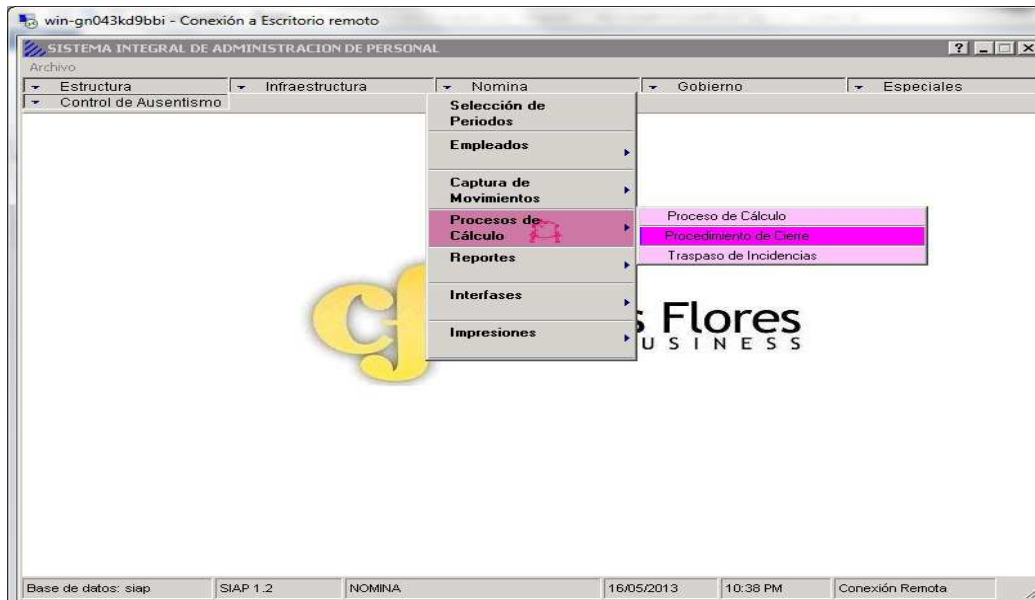 win-gn043kd9bbi - Conexión a Escritorio remoto
SISTEMA INTEGRAL DE ADMINISTRACION DE PERSONAL
Archivo
Estructura Infraestructura Nomina Gobierno Especiales
Control de Ausentismo
Selección de
Periodos
Empleados
Captura de
Movimientos
Procesos de
Cálculo
Proceso de Cálculo
Procedimiento de Cierre
Traspaso de Incidencias
Reportes
Interfases
Impresiones
cf
s Flores
USINESS
Base de datos: siap SIAP 1.2 NOMINA 16/05/2013 10:38 PM Conexión Remota